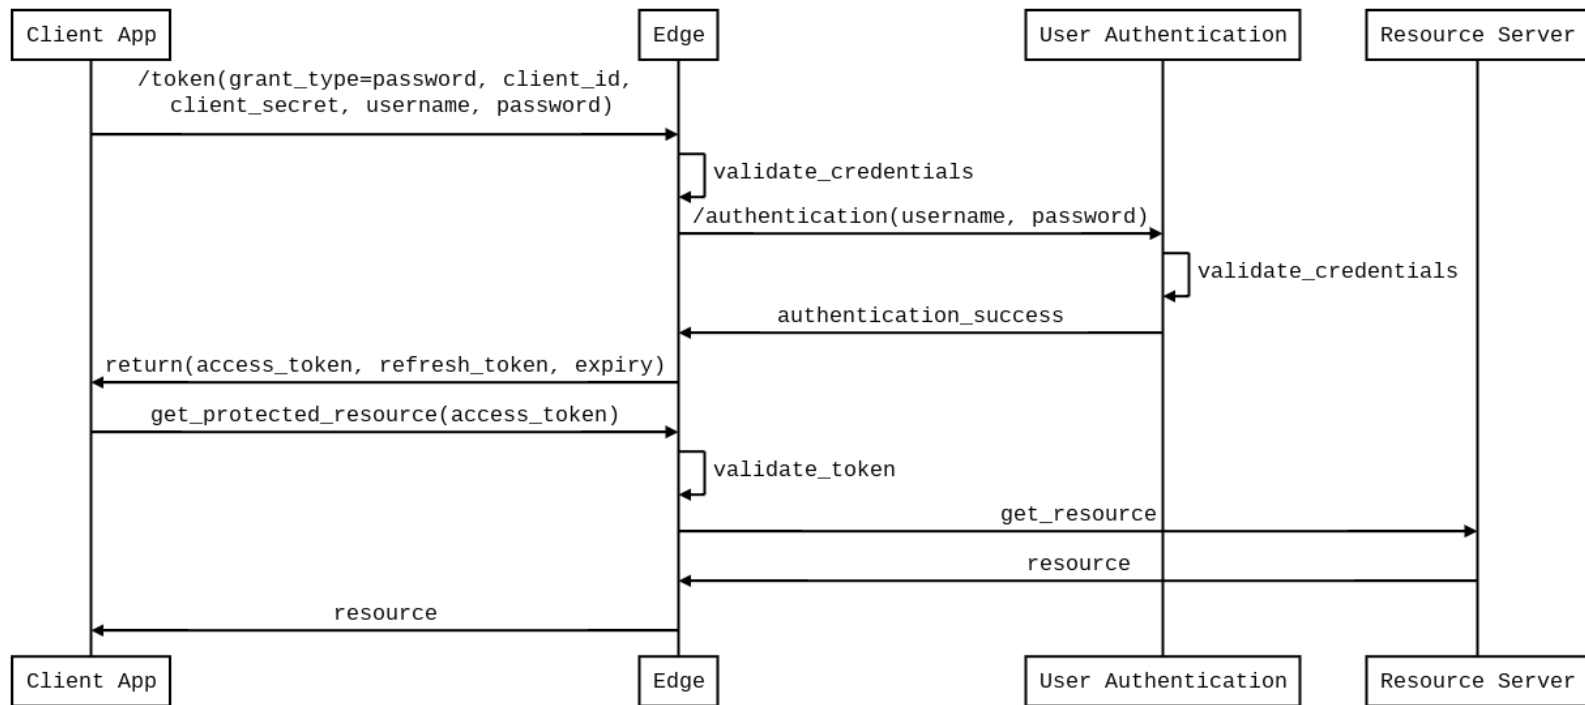 Client App
Edge
User Authentication
Resource Server
/token(grant_type=password, client_id,
client_secret, username, password)
validate_credentials
/authentication(username, password)
validate_credentials
authentication_success
return(access_token, refresh_token, expiry)
get_protected_resource(access_token)
validate_token
get_resource
resource
resource
Client App
Edge
User Authentication
Resource Server